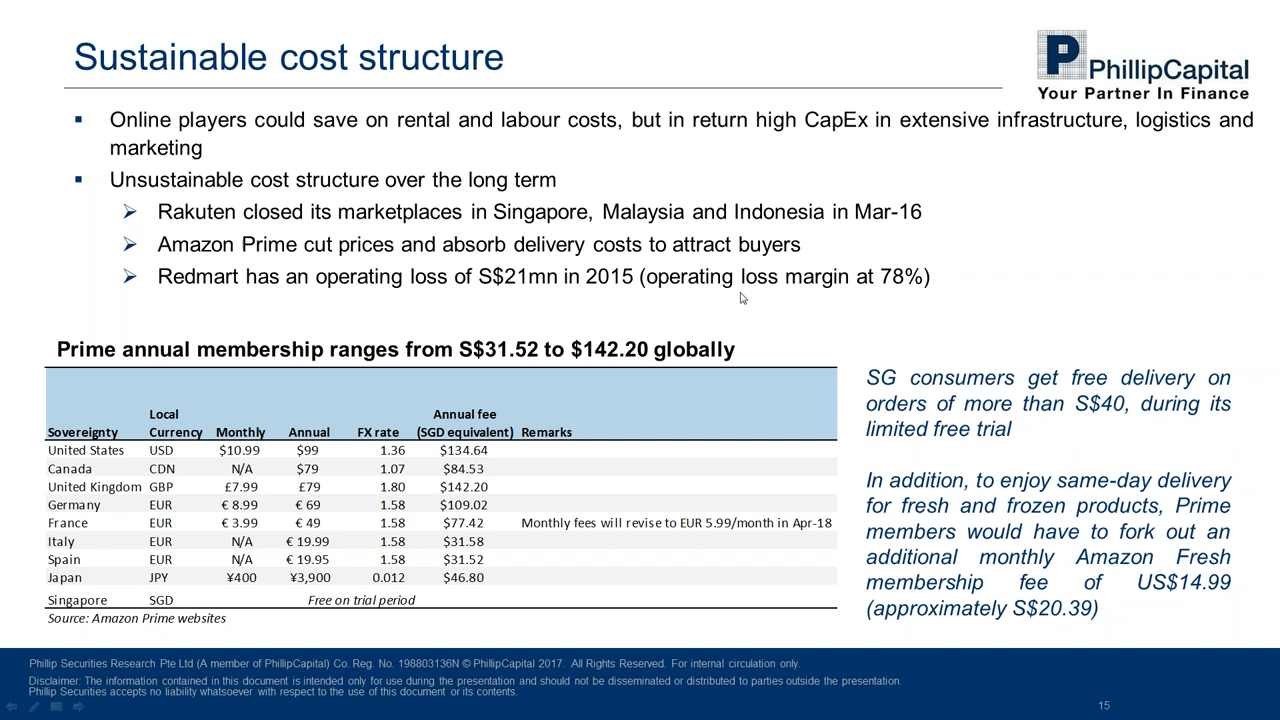 Sustainable cost structure
P
PhillipCapital
Your Partner In Finance
Online players could save on rental and labour costs, but in return high CapEx in extensive infrastructure, logistics and
marketing
Unsustainable cost structure over the long term
Rakuten closed its marketplaces in Singapore, Malaysia and Indonesia in Mar-16
Amazon Prime cut prices and absorb delivery costs to attract buyers
Redmart has an operating loss of S$21mn in 2015 (operating loss margin at 78%)
Prime annual membership ranges from S$31.52 to $142.20 globally
Local Annual fee
Sovereignty Currency Monthly Annual FX rate (SGD equivalent) Remarks
United States USD $10.99 $99 1.36 $134.64
Canada CDN N/A $79 1.07 $84.53
United Kingdom GBP £7.99 £79 1.80 $142.20
Germany EUR € 8.99 € 69 1.58 $109.02
France EUR € 3.99 € 49 1.58 $77.42 Monthly fees will revise to EUR 5.99/month in Apr-18
Italy EUR N/A € 19.99 1.58 $31.58
Spain EUR N/A € 19.95 1.58 $31.52
Japan JPY ¥400 ¥3,900 0.012 $46.80
Singapore SGD Free on trial period
Source: Amazon Prime websites
SG consumers get free delivery on
orders of more than S$40, during its
limited free trial
In addition, to enjoy same-day delivery
for fresh and frozen products, Prime
members would have to fork out an
additional monthly Amazon Fresh
membership fee of US$14.99
(approximately S$20.39)
Phillip Securities Research Pte Ltd (A member of PhillipCapital) Co. Reg. No. 198803136N © PhillipCapital 2017. All Rights Reserved. For internal circulation only.
Disclaimer: The information contained in this document is intended only for use during the presentation and should not be disseminated or distributed to parties outside the presentation.
Phillip Securities accepts no liability whatsoever with respect to the use of this document or its contents.
15